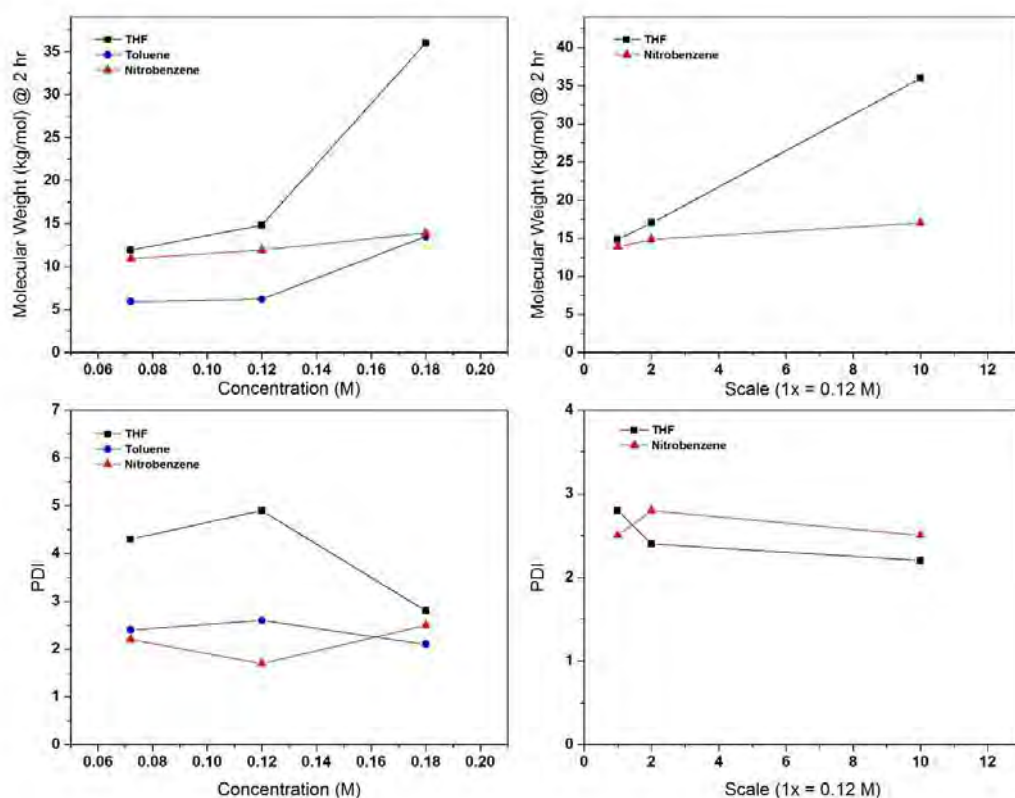 Molecular Weight (kg/mol) @ 2 hr
THF
Toluene
Nitrobenzene
35
30
25
20
15
10
5
0
0.06 0.08 0.10 0.12 0.14 0.16 0.18 0.20
Concentration (M)
Molecular Weight (kg/mol) @ 2 hr
THF
Nitrobenzene
40
35
30
25
20
15
10
5
0
0 2 4 6 8 10 12
Scale (1x = 0.12 M)
PDI
THF
Toluene
Nitrobenzene
7
6
5
4
3
2
1
0
0.06 0.08 0.10 0.12 0.14 0.16 0.18 0.20
Concentration (M)
PDI
THF
Nitrobenzene
4
3
2
1
0
0 2 4 6 8 10 12
Scale (1x = 0.12 M)